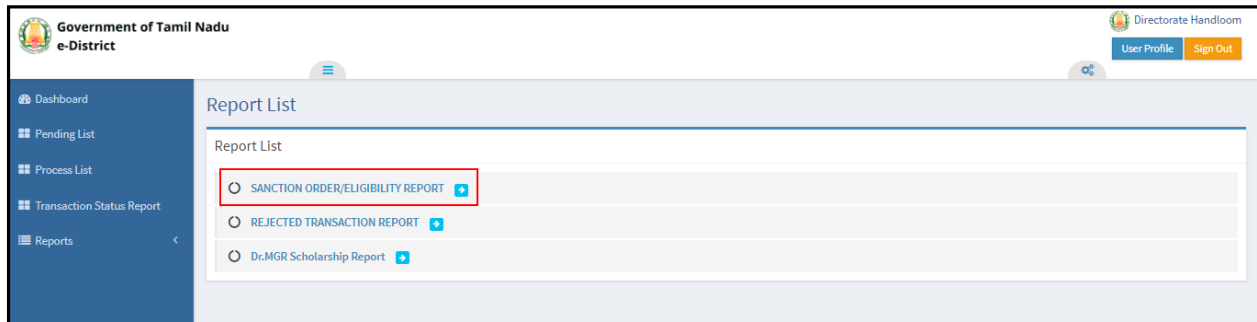 Government of Tamil Nadu
e-District
Directorate Handloom
User Profile
Sign Out
Dashboard
Pending List
Process List
Transaction Status Report
Reports
Report List
Report List
SANCTION ORDER/ELIGIBILITY REPORT
REJECTED TRANSACTION REPORT
Dr.MGR Scholarship Report